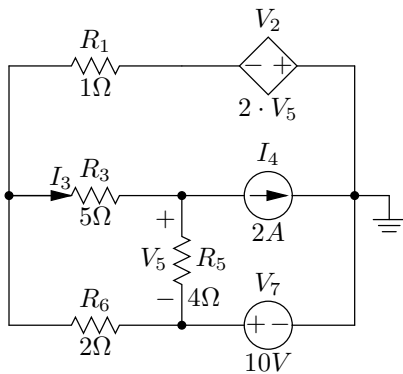 R₁ V₂
− +
1Ω 2 · V₅
I₃ R₃ I₄
5Ω 2A
+
V₅ R₅
− 4Ω
R₆ V₇
+ −
2Ω 10V